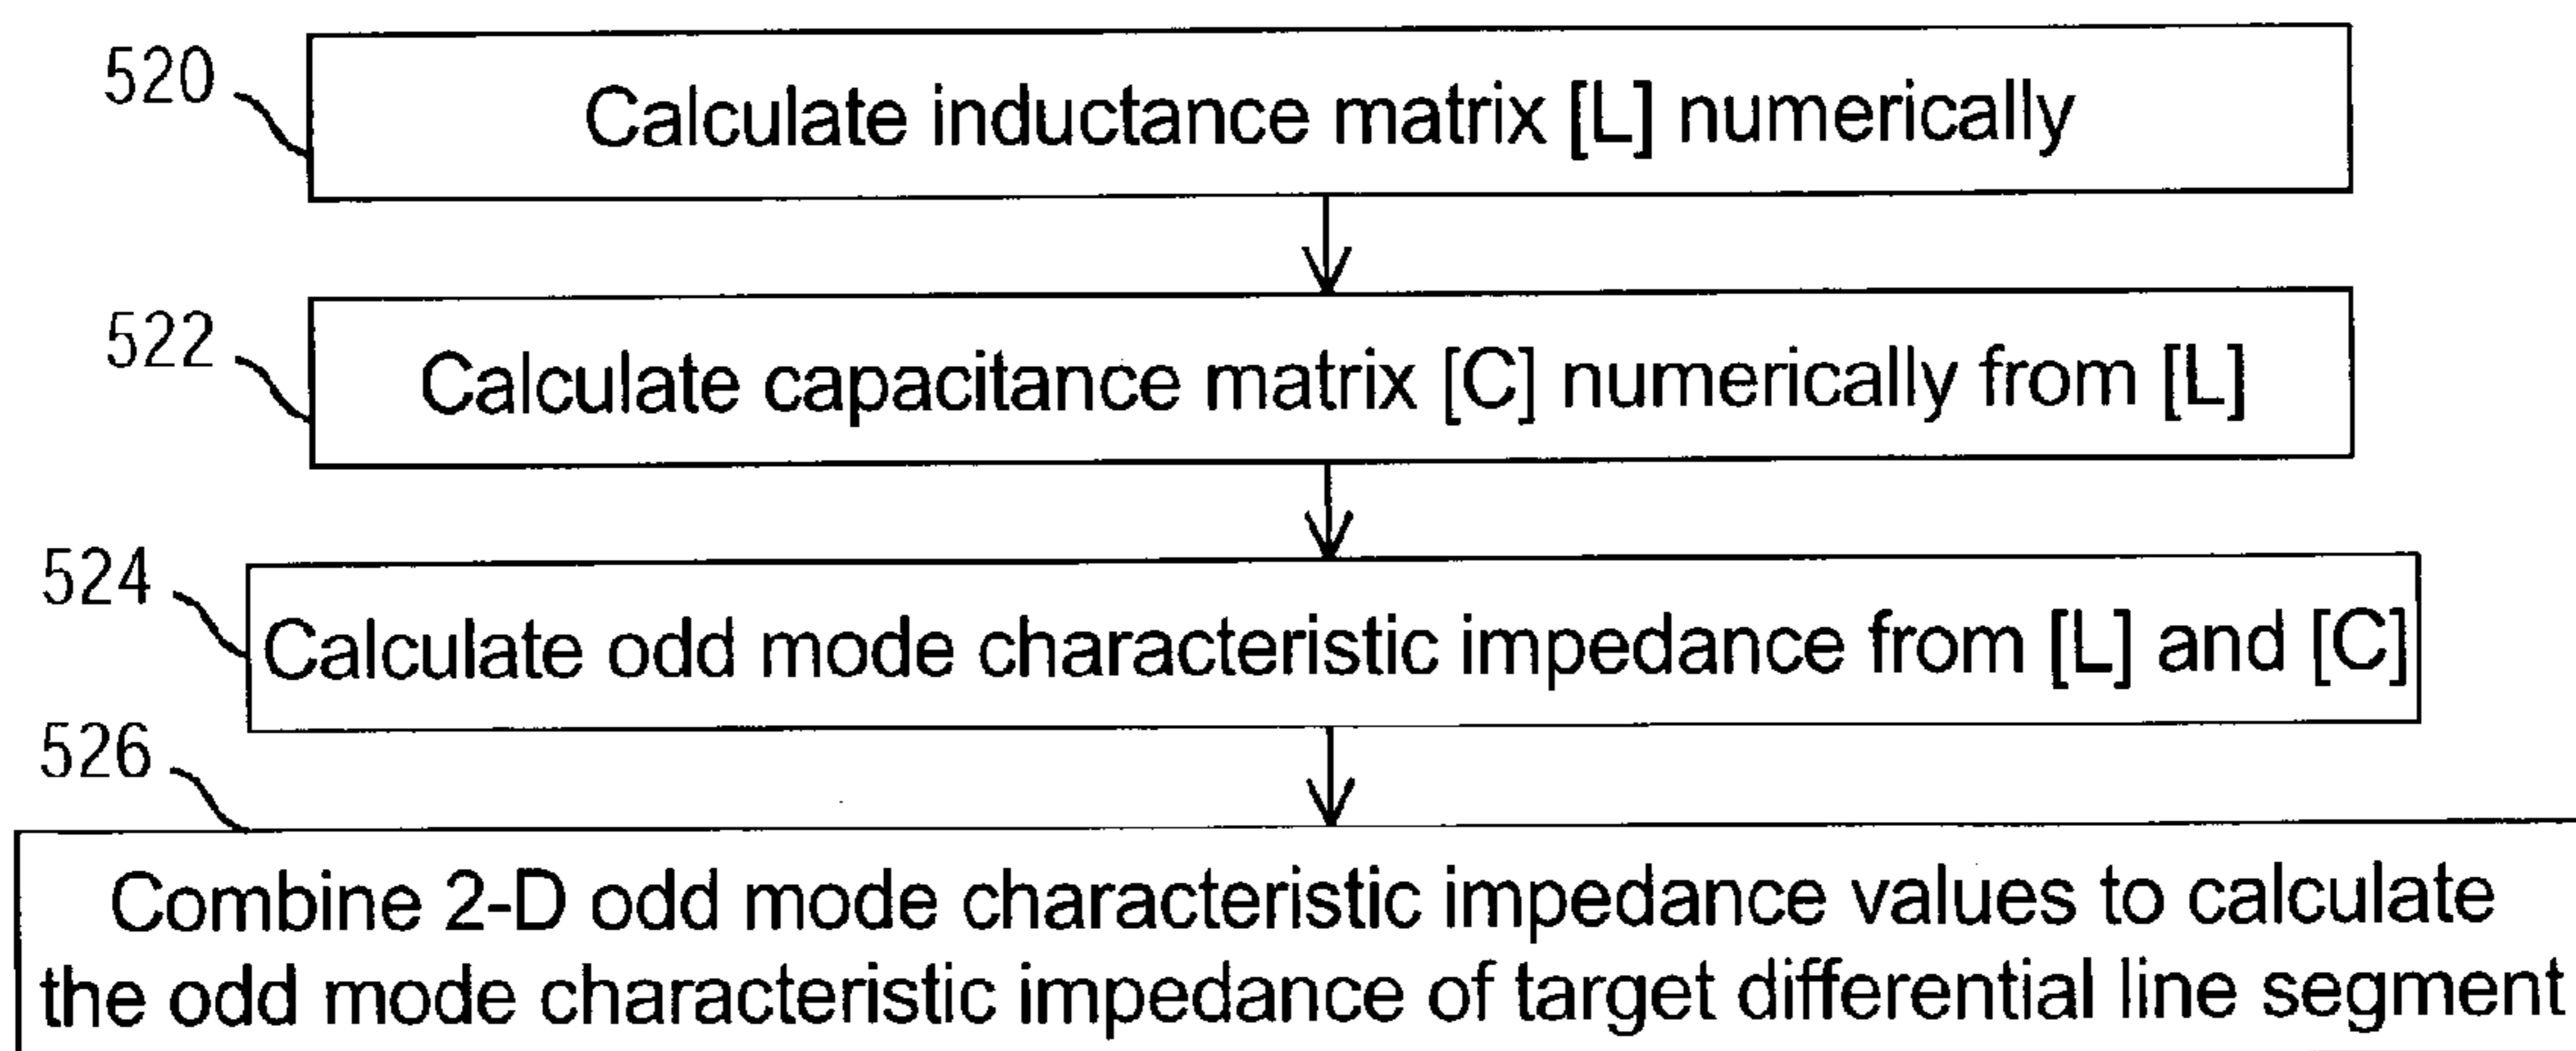 520
Calculate inductance matrix [L] numerically
522
Calculate capacitance matrix [C] numerically from [L]
524
Calculate odd mode characteristic impedance from [L] and [C]
526
Combine 2-D odd mode characteristic impedance values to calculate
the odd mode characteristic impedance of target differential line segment